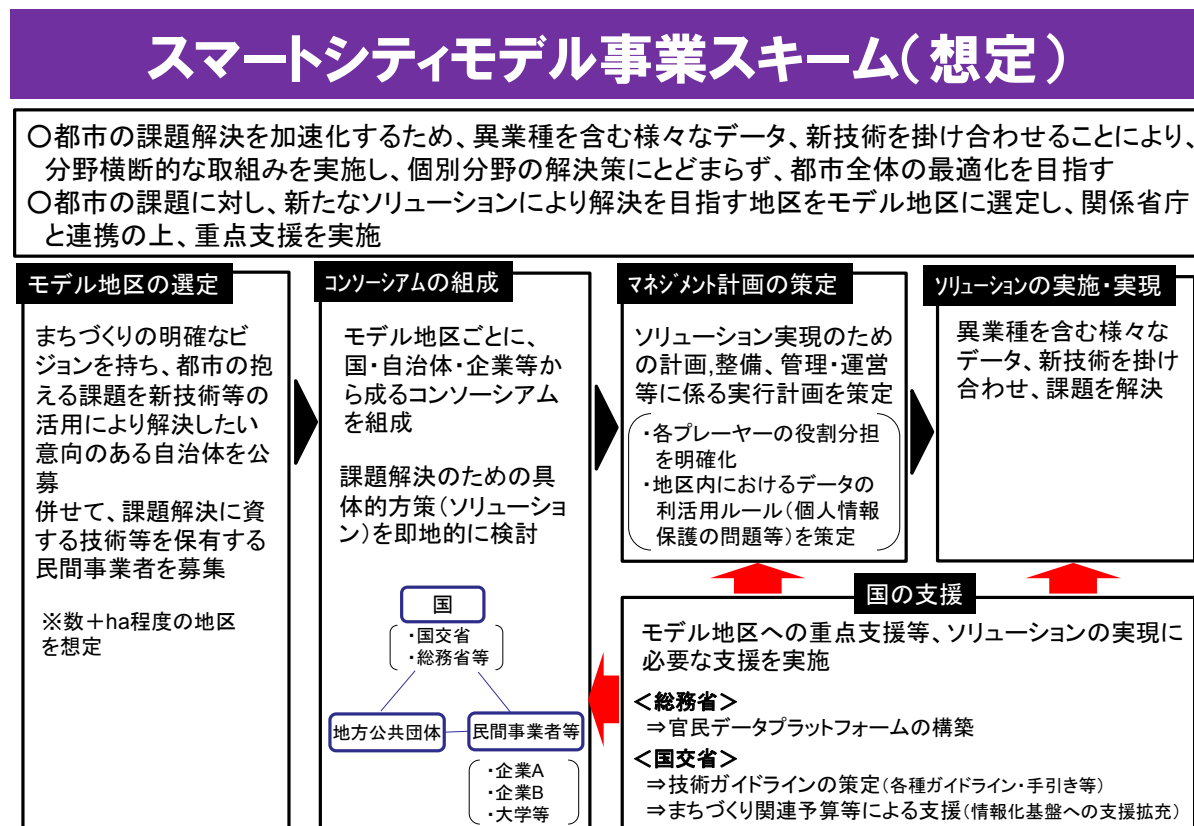 スマートシティモデル事業スキーム(想定)
○都市の課題解決を加速化するため、異業種を含む様々なデータ、新技術を掛け合わせることにより、
分野横断的な取組みを実施し、個別分野の解決策にとどまらず、都市全体の最適化を目指す
○都市の課題に対し、新たなソリューションにより解決を目指す地区をモデル地区に選定し、関係省庁
と連携の上、重点支援を実施
モデル地区の選定
まちづくりの明確なビ
ジョンを持ち、都市の抱
える課題を新技術等の
活用により解決したい
意向のある自治体を公
募
併せて、課題解決に資
する技術等を保有する
民間事業者を募集
※数+ha程度の地区
を想定
コンソーシアムの組成
モデル地区ごとに、
国・自治体・企業等か
ら成るコンソーシアム
を組成
課題解決のための具
体的方策(ソリューショ
ン)を即地的に検討
国
・国交省
・総務省等
地方公共団体
民間事業者等
・企業A
・企業B
・大学等
マネジメント計画の策定
ソリューション実現のため
の計画,整備、管理・運営
等に係る実行計画を策定
・各プレーヤーの役割分担
を明確化
・地区内におけるデータの
利活用ルール(個人情報
保護の問題等)を策定
ソリューションの実施・実現
異業種を含む様々な
データ、新技術を掛け
合わせ、課題を解決
国の支援
モデル地区への重点支援等、ソリューションの実現に
必要な支援を実施
<総務省>
⇒官民データプラットフォームの構築
<国交省>
⇒技術ガイドラインの策定(各種ガイドライン・手引き等)
⇒まちづくり関連予算等による支援(情報化基盤への支援拡充)